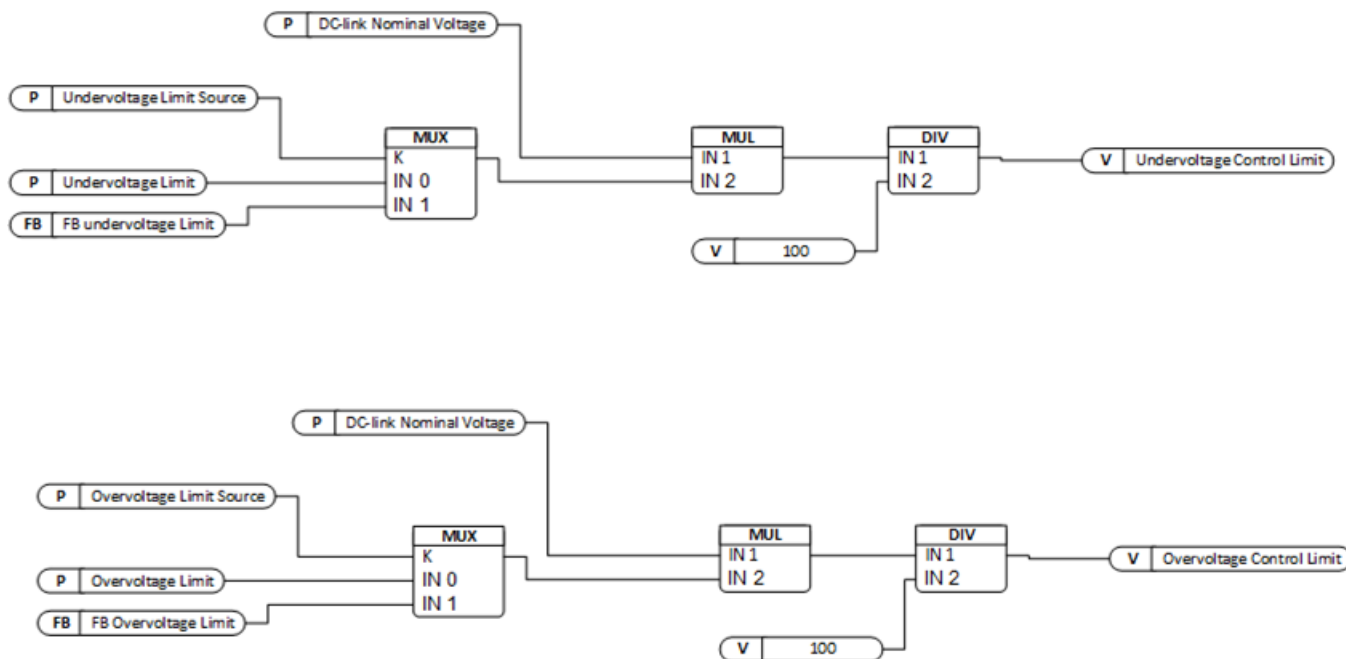 P DC-link Nominal Voltage
P Undervoltage Limit Source
MUX
K
IN 0
IN 1
P Undervoltage Limit
FB FB undervoltage Limit
MUL
IN 1
IN 2
DIV
IN 1
IN 2
V Undervoltage Control Limit
V 100
P DC-link Nominal Voltage
P Overvoltage Limit Source
MUX
K
IN 0
IN 1
P Overvoltage Limit
FB FB Overvoltage Limit
MUL
IN 1
IN 2
DIV
IN 1
IN 2
V Overvoltage Control Limit
V 100